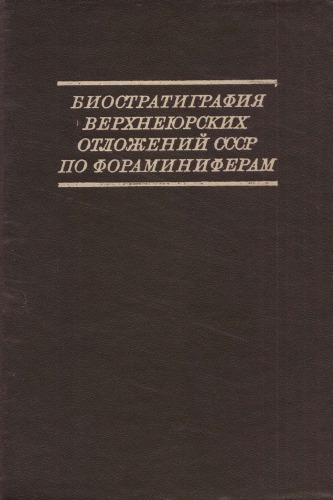 БИОСТРАТИГРАФИЯ
ВЕРХНЕЮРСКИХ
ОТЛОЖЕНИЙ СССР
ПО ФОРАМИНИФЕРАМ